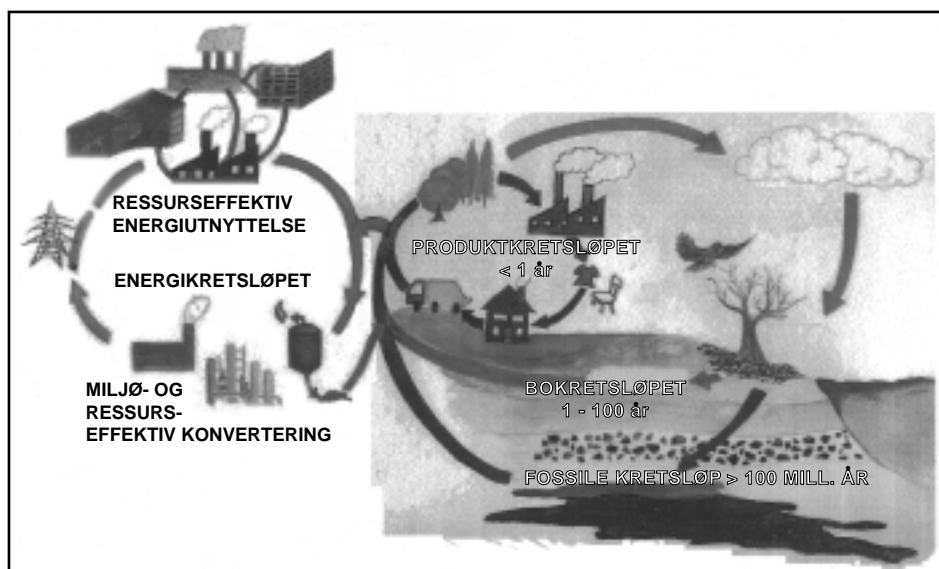 RESSURSEFFEKTIV
ENERGIUTNYTTELSE
ENERGIKRETSLØPET
MILJØ- OG
RESSURS-
EFFEKTIV KONVERTERING
PRODUKTKRETSLØPET
< 1 år
BOKRETSLØPET
1 - 100 år
FOSSILE KRETSLØP > 100 MILL. ÅR